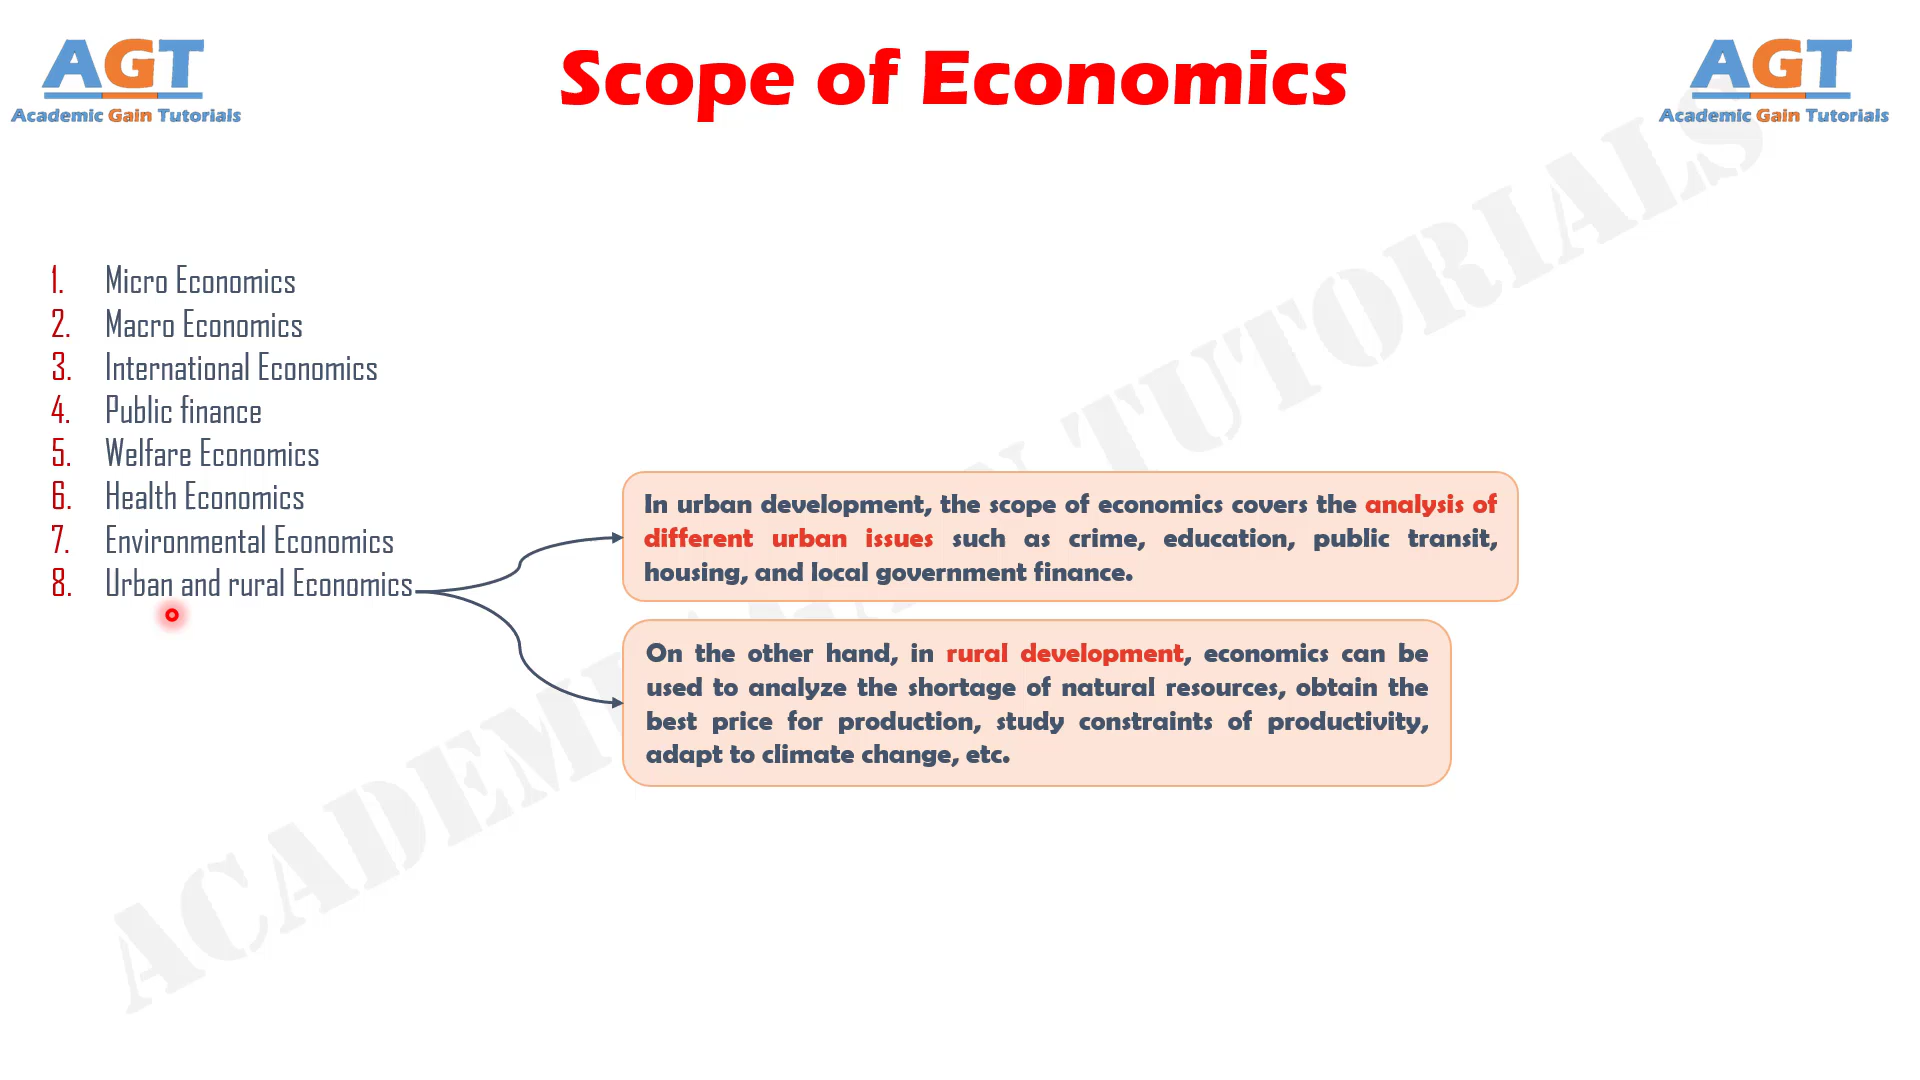 AGT
Academic Gain Tutorials
Scope of Economics
AGT
Academic Gain Tutorials
1. Micro Economics
2. Macro Economics
3. International Economics
4. Public finance
5. Welfare Economics
6. Health Economics
7. Environmental Economics
8. Urban and rural Economics
In urban development, the scope of economics covers the analysis of
different urban issues such as crime, education, public transit,
housing, and local government finance.
On the other hand, in rural development, economics can be
used to analyze the shortage of natural resources, obtain the
best price for production, study constraints of productivity,
adapt to climate change, etc.
ACADEMIC GAIN TUTORIALS